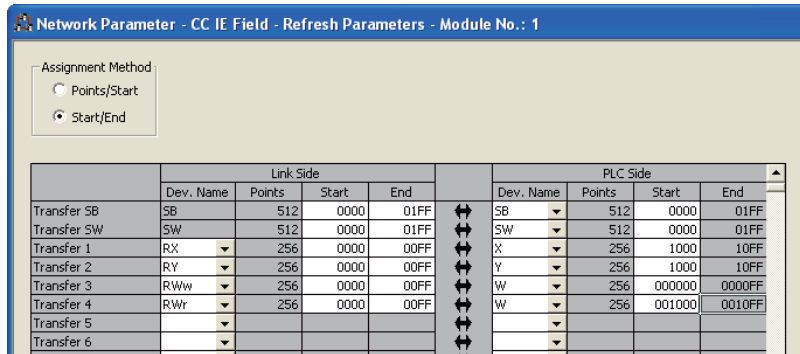 Network Parameter - CC IE Field - Refresh Parameters - Module No.: 1
Assignment Method
Points/Start
Start/End
Link Side PLC Side
Dev. Name Points Start End Dev. Name Points Start End
Transfer SB SB 512 0000 01FF SB 512 0000 01FF
Transfer SW SW 512 0000 01FF SW 512 0000 01FF
Transfer 1 RX 256 0000 00FF X 256 1000 10FF
Transfer 2 RY 256 0000 00FF Y 256 1000 10FF
Transfer 3 RWw 256 0000 00FF W 256 000000 0000FF
Transfer 4 RWr 256 0000 00FF W 256 001000 0010FF
Transfer 5
Transfer 6